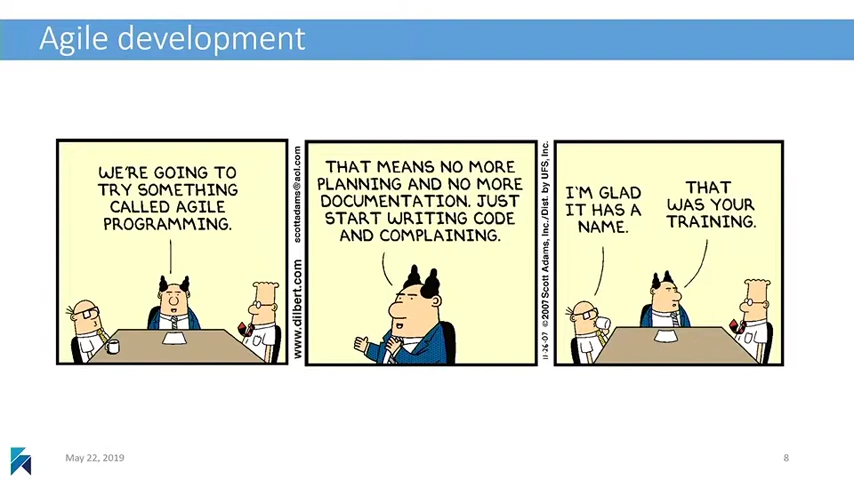 Agile development
WE'RE GOING TO
TRY SOMETHING
CALLED AGILE
PROGRAMMING.
www.dilbert.com scottadams@aol.com
THAT MEANS NO MORE
PLANNING AND NO MORE
DOCUMENTATION. JUST
START WRITING CODE
AND COMPLAINING.
11-26-07 ©2007 Scott Adams, Inc./Dist. by UFS, Inc.
I'M GLAD
IT HAS A
NAME.
THAT
WAS YOUR
TRAINING.
May 22, 2019
8